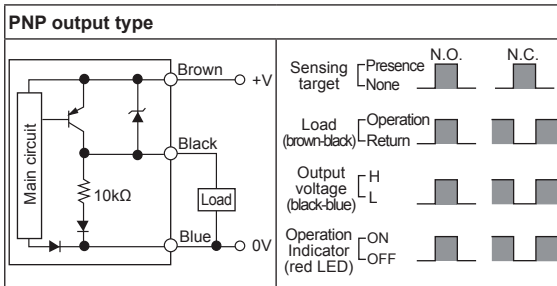 PNP output type
Brown
+V
Main circuit
Black
10kΩ
Load
Blue
0V
N.O.
N.C.
Sensing target
Presence
None
Load (brown-black)
Operation
Return
Output voltage (black-blue)
H
L
Operation Indicator (red LED)
ON
OFF